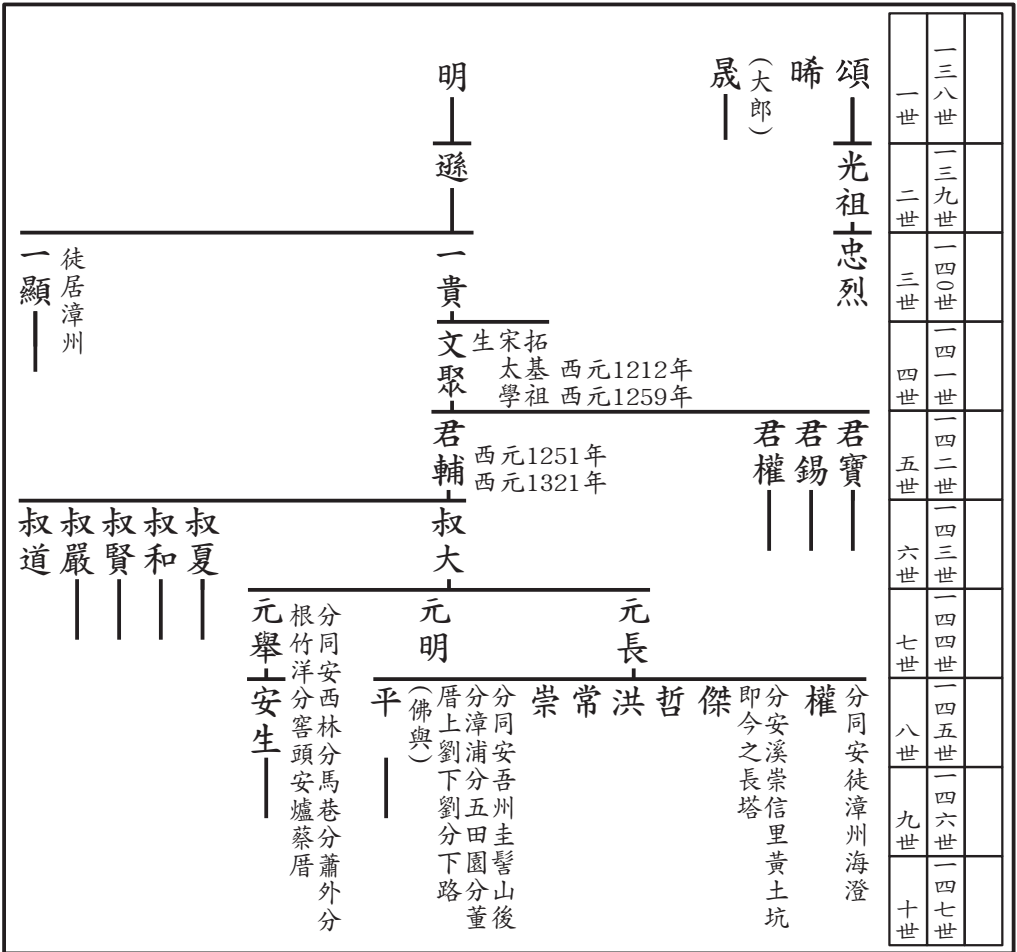 一三八世
一世
一三九世
二世
一四〇世
三世
一四一世
四世
一四二世
五世
一四三世
六世
一四四世
七世
一四五世
八世
一四六世
九世
一四七世
十世
頌
晞
(大郎)
晟
明
光祖
遜
忠烈
一貴
徒居漳州
一顯
文聚
生宋拓
太基 西元1212年
學祖 西元1259年
君寶
君錫
君權
君輔
西元1251年
西元1321年
叔大
叔夏
叔和
叔賢
叔嚴
叔道
元長
元明
元舉
分同安西林分馬巷分蕭外分
根竹洋分窖頭安爐蔡厝
分同安徒漳州海澄
權
分安溪崇信里黃土坑
即今之長塔
傑
哲
洪
常
崇
分同安吾州圭髻山後
分漳浦分五田園分董
厝上劉下劉分下路
(佛與)
平
安生